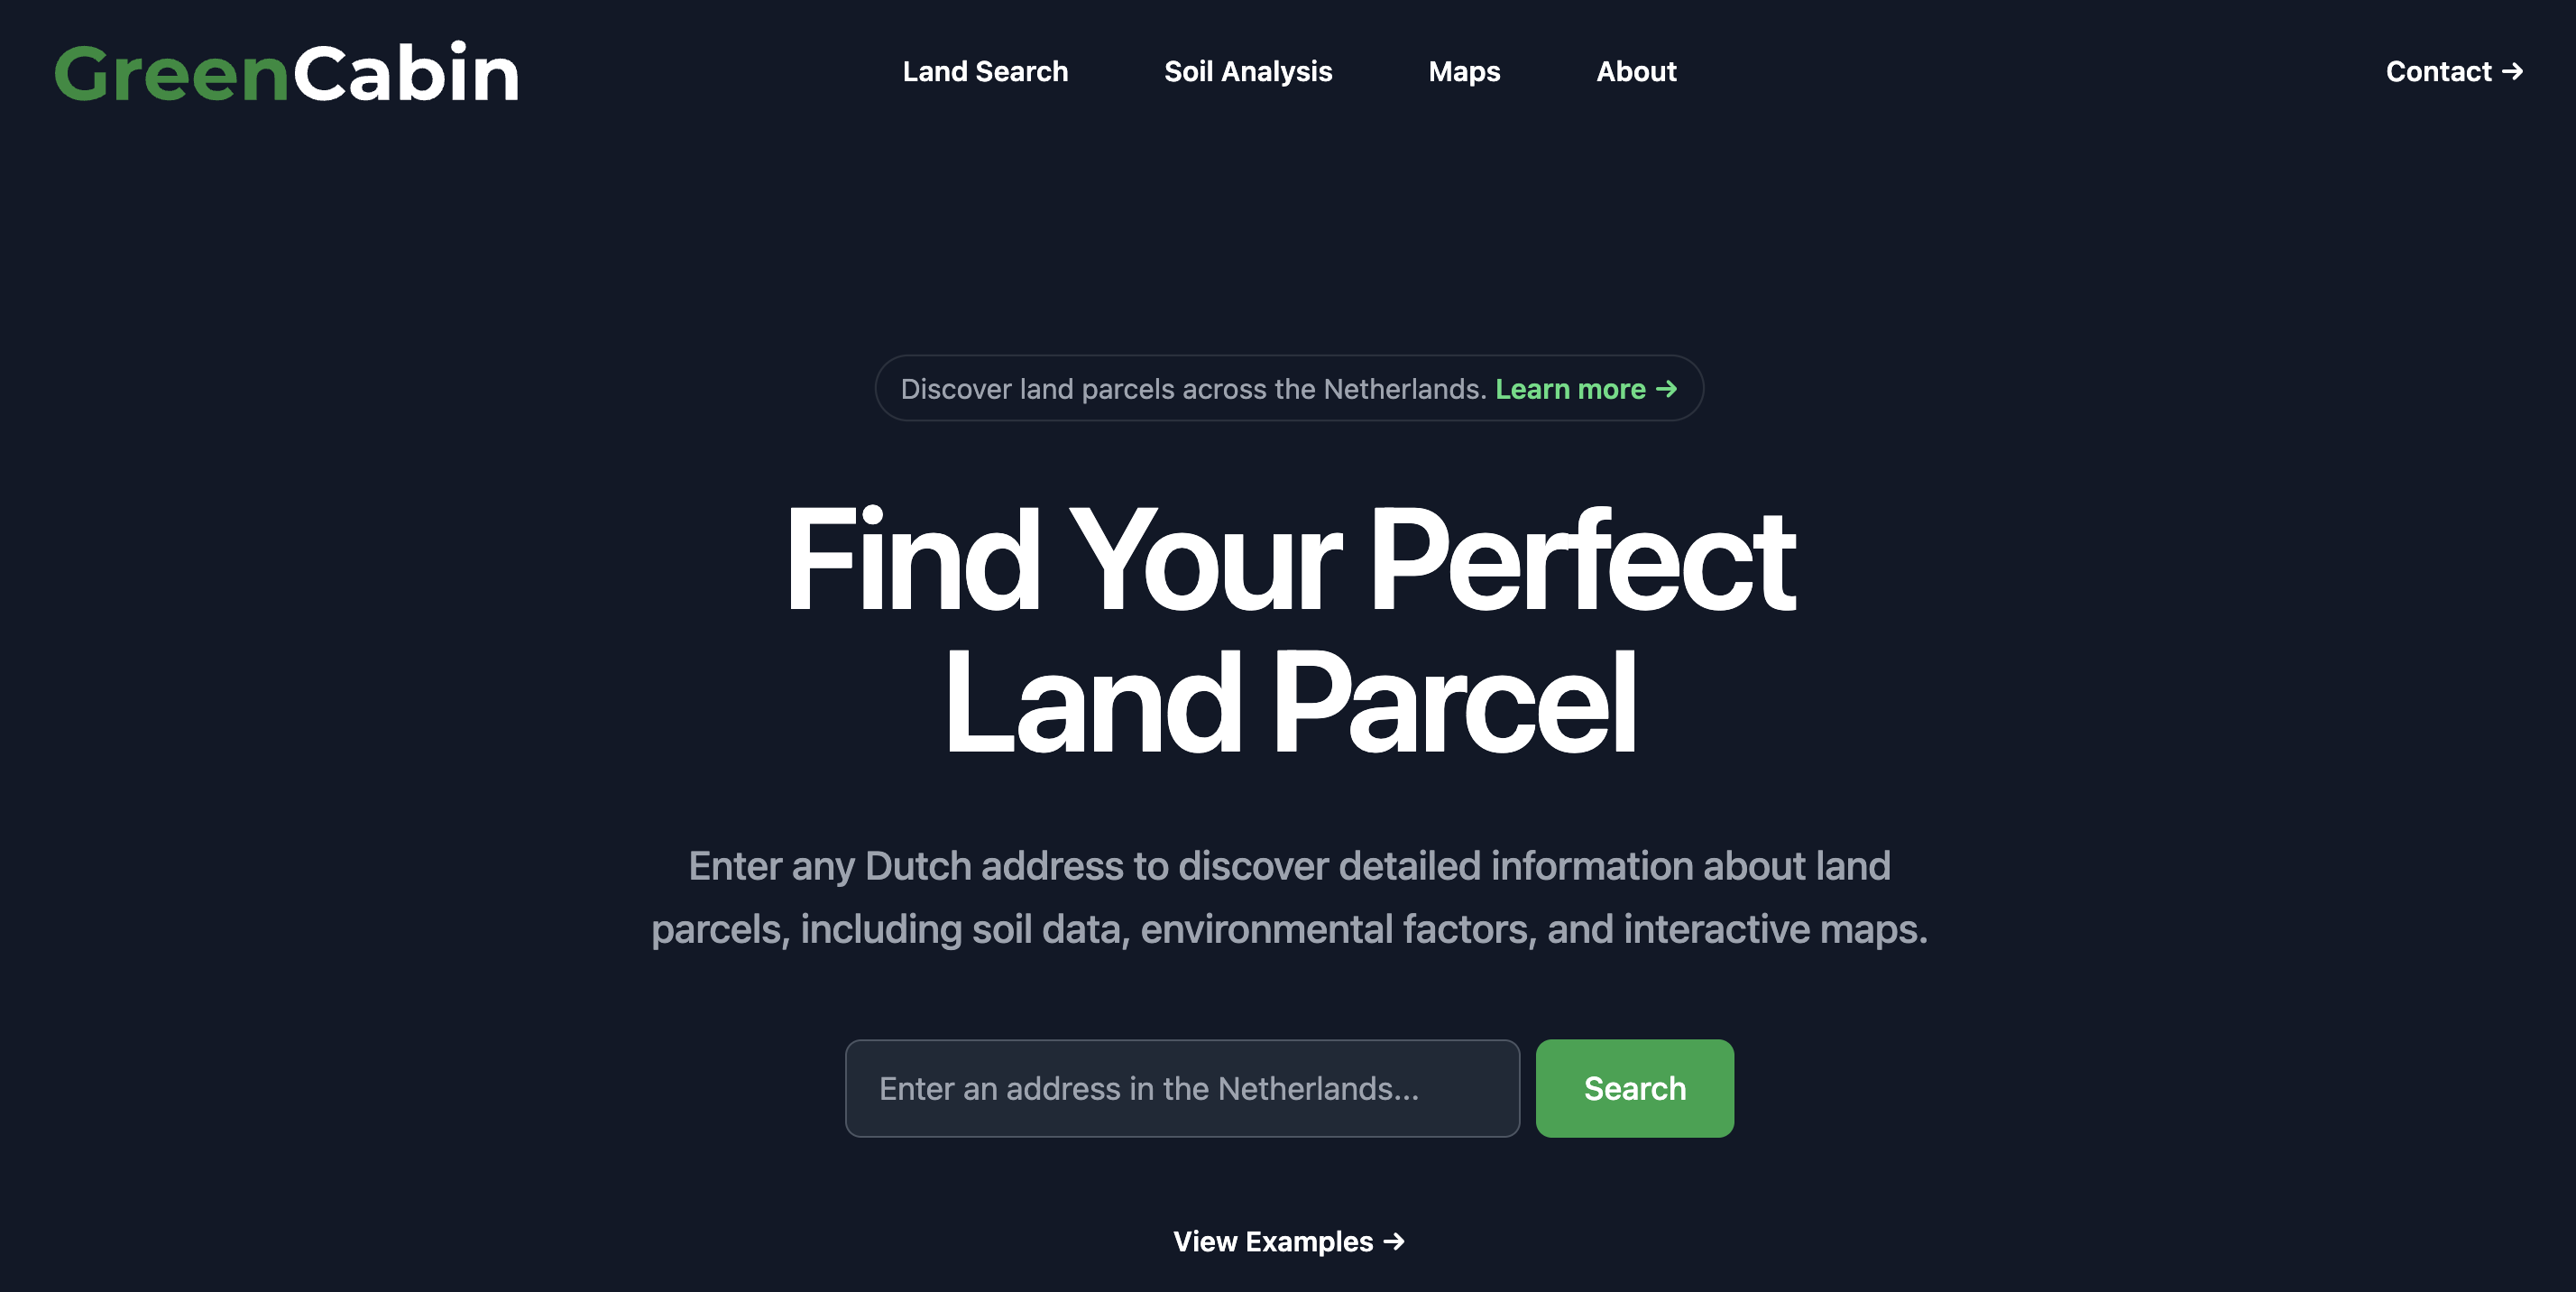 GreenCabin
Land Search
Soil Analysis
Maps
About
Contact →
Discover land parcels across the Netherlands. Learn more →
Find Your Perfect
Land Parcel
Enter any Dutch address to discover detailed information about land
parcels, including soil data, environmental factors, and interactive maps.
Enter an address in the Netherlands...
Search
View Examples →